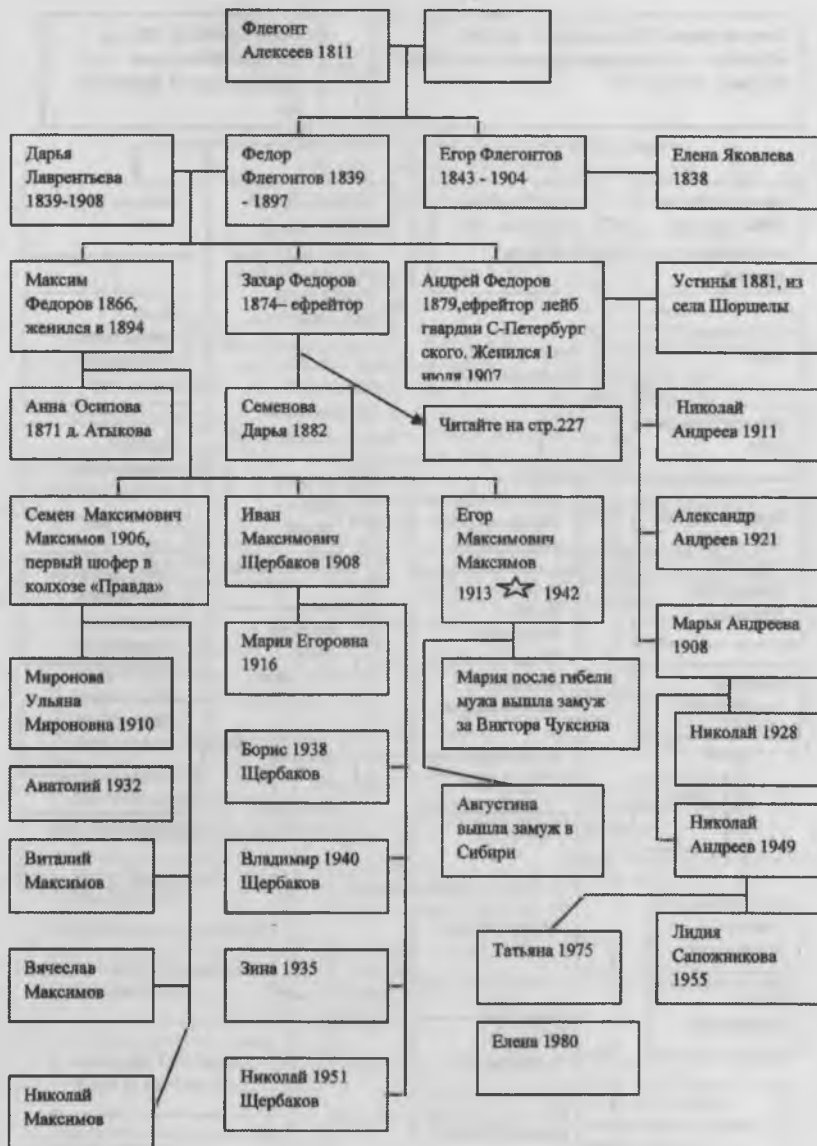 Флегонт
Алексеев 1811
Дарья
Лаврентьева
1839-1908
Федор
Флегонтов 1839
- 1897
Егор Флегонтов
1843 - 1904
Елена Яковлева
1838
Максим
Федоров 1866,
женился в 1894
Захар Федоров
1874– ефрейтор
Андрей Федоров
1879,ефрейтор лейб
гвардии С-Петербург
ского. Женился 1
июля 1907
Устинья 1881, из
села Шоршелы
Анна Осипова
1871 д. Атыкова
Семенова
Дарья 1882
Читайте на стр.227
Николай
Андреев 1911
Семен Максимович
Максимов 1906,
первый шофер в
колхозе «Правда»
Иван
Максимович
Щербаков 1908
Егор
Максимович
Максимов
1913 1942
Александр
Андреев 1921
Марья Андреева
1908
Мария Егоровна
1916
Миронова
Ульяна
Мироновна 1910
Мария после гибели
мужа вышла замуж
за Виктора Чуксина
Николай 1928
Борис 1938
Щербаков
Анатолий 1932
Августина
вышла замуж в
Сибири
Николай
Андреев 1949
Виталий
Максимов
Владимир 1940
Щербаков
Татьяна 1975
Лидия
Сапожникова
1955
Вячеслав
Максимов
Зина 1935
Елена 1980
Николай
Максимов
Николай 1951
Щербаков